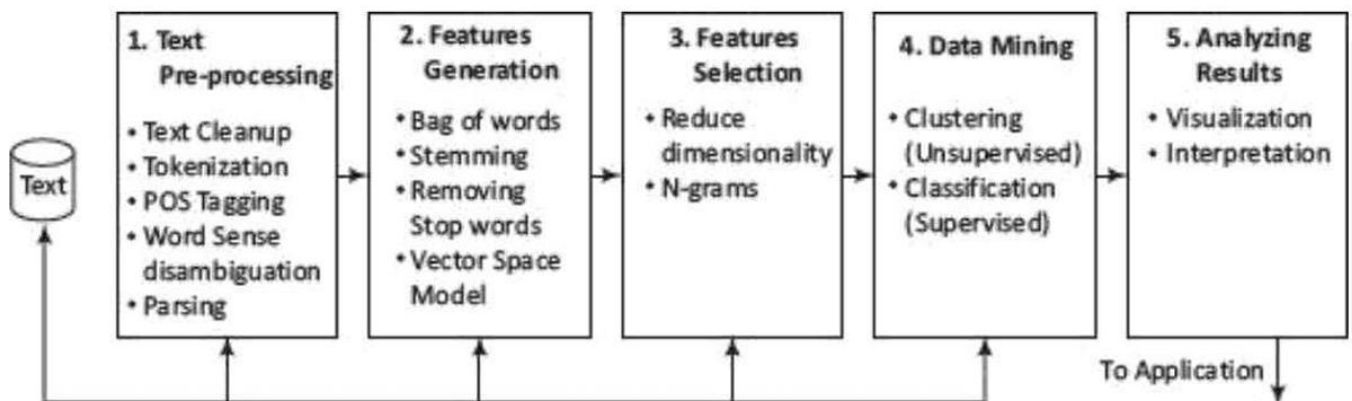 Text
1. Text
Pre-processing
• Text Cleanup
• Tokenization
• POS Tagging
• Word Sense
disambiguation
• Parsing
2. Features
Generation
• Bag of words
• Stemming
• Removing
Stop words
• Vector Space
Model
3. Features
Selection
• Reduce
dimensionality
• N-grams
4. Data Mining
• Clustering
(Unsupervised)
• Classification
(Supervised)
5. Analyzing
Results
• Visualization
• Interpretation
To Application